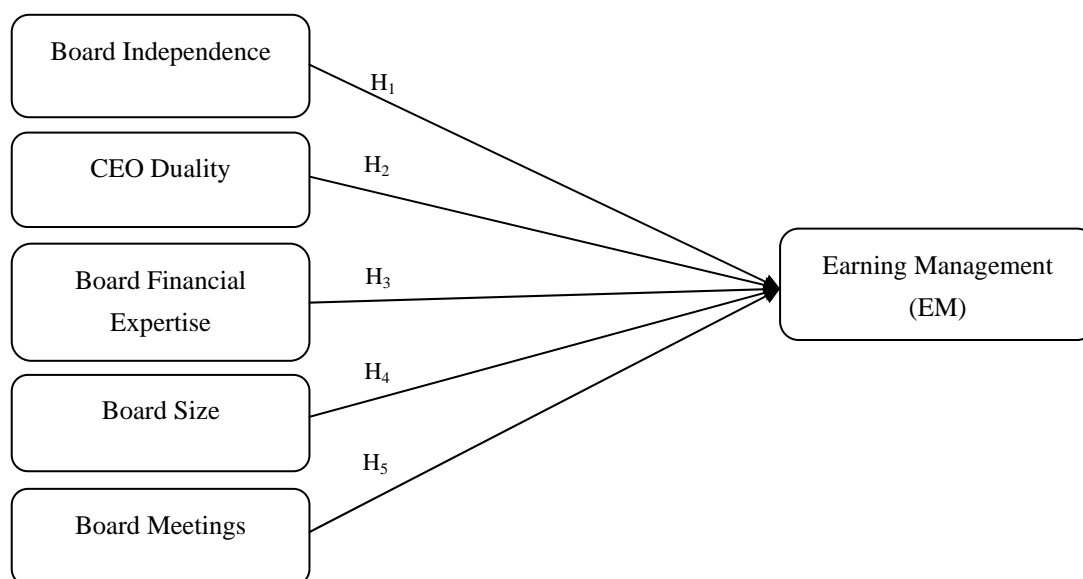 Board Independence
H₁
CEO Duality
H₂
Board Financial
Expertise
H₃
Earning Management
(EM)
Board Size
H₄
Board Meetings
H₅